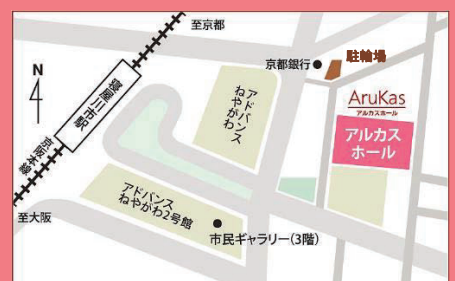 至京都
京都銀行
駐輪場
N
寝屋川市駅
アドバンス
ねやがわ
AruKas
アルカスホール
アルカス
ホール
京阪本線
アドバンス
ねやがわ2号館
至大阪
市民ギャラリー(3階)